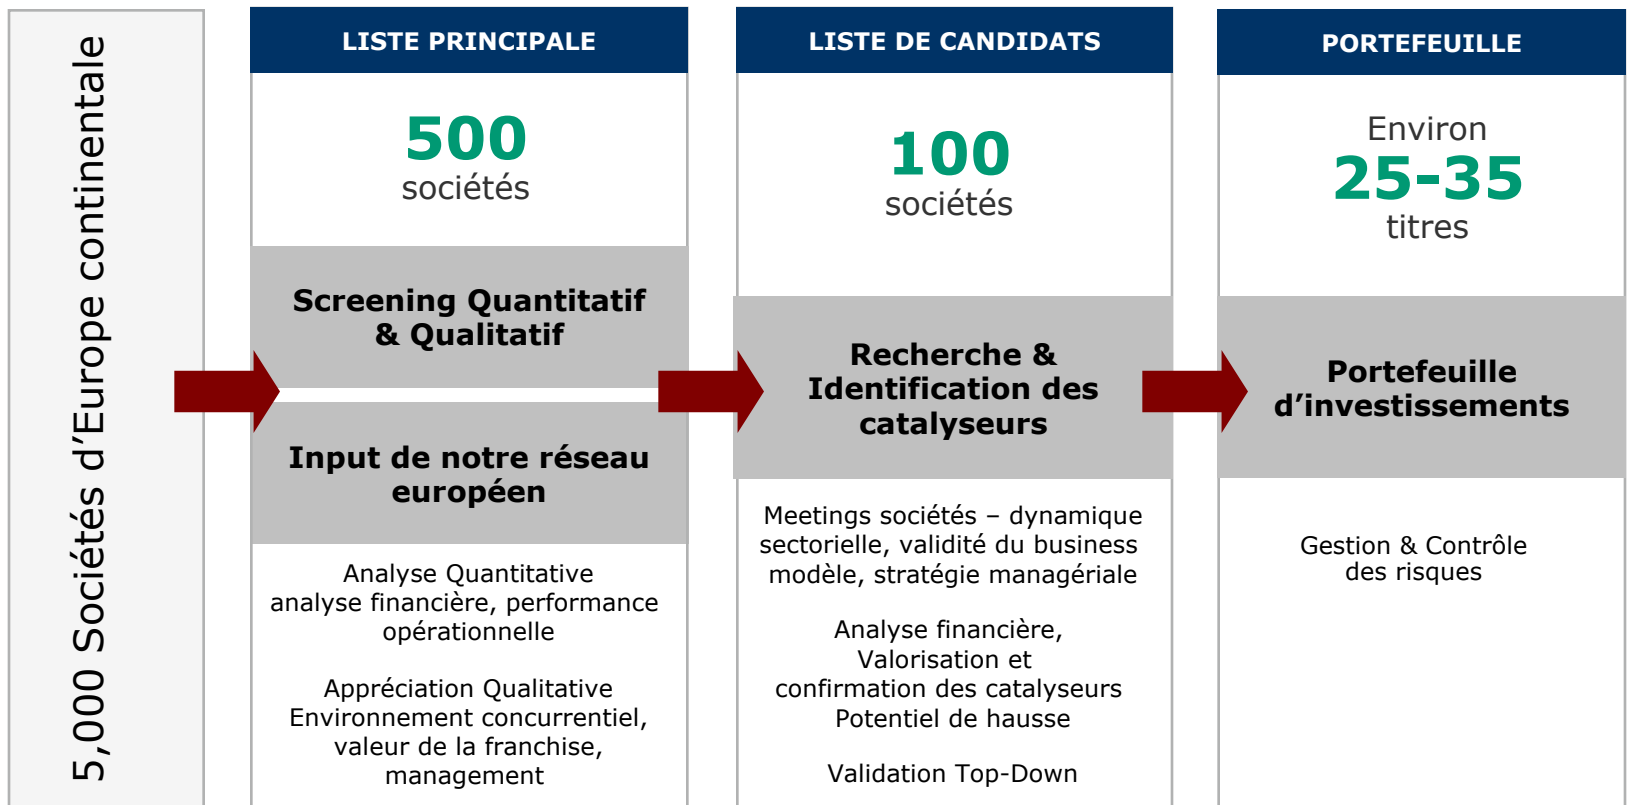 5,000 Sociétés d’Europe continentale
LISTE PRINCIPALE
500
sociétés
Screening Quantitatif
& Qualitatif
Input de notre réseau
européen
Analyse Quantitative
analyse financière, performance
opérationnelle
Appréciation Qualitative
Environnement concurrentiel,
valeur de la franchise,
management
LISTE DE CANDIDATS
100
sociétés
Recherche &
Identification des
catalyseurs
Meetings sociétés – dynamique
sectorielle, validité du business
modèle, stratégie managériale
Analyse financière,
Valorisation et
confirmation des catalyseurs
Potentiel de hausse
Validation Top-Down
PORTEFEUILLE
Environ
25-35
titres
Portefeuille
d’investissements
Gestion & Contrôle
des risques